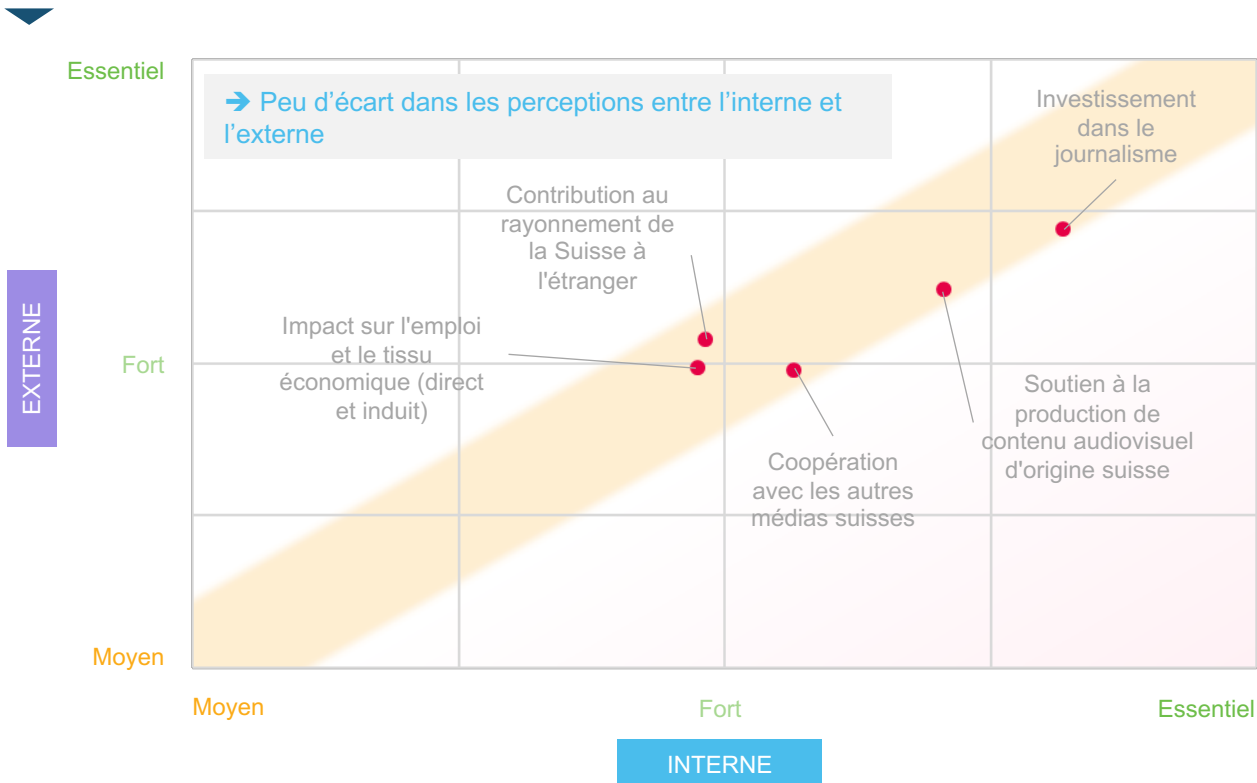 Essentiel
➔ Peu d’écart dans les perceptions entre l’interne et
l’externe
Investissement
dans le
journalisme
Contribution au
rayonnement de
la Suisse à
l'étranger
Impact sur l'emploi
et le tissu
économique (direct
et induit)
EXTERNE
Fort
Soutien à la
production de
contenu audiovisuel
d'origine suisse
Coopération
avec les autres
médias suisses
Moyen
Moyen
Fort
Essentiel
INTERNE